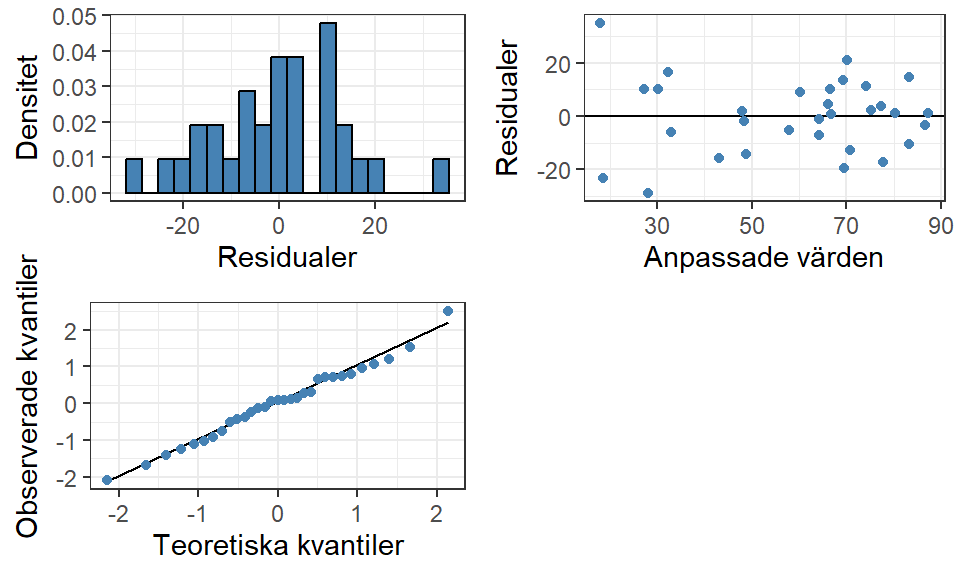 Densitet
0.05
0.04
0.03
0.02
0.01
0.00
-20 0 20
Residualer
Residualer
20
0
-20
30 50 70 90
Anpassade värden
Observerade kvantiler
2
1
0
-1
-2
-2 -1 0 1 2
Teoretiska kvantiler